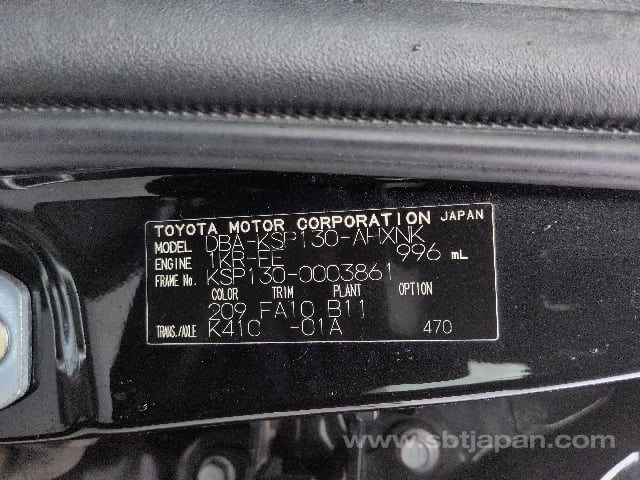 TOYOTA MOTOR CORPORATION JAPAN
MODEL DBA-KSP130-AHXNK
ENGINE 1KR-FE 996 mL
FRAME No. KSP130-0003861
COLOR TRIM PLANT OPTION
209 FA10 B11
TRANS./AXLE K410 -01A 470
www.sbtjapan.com